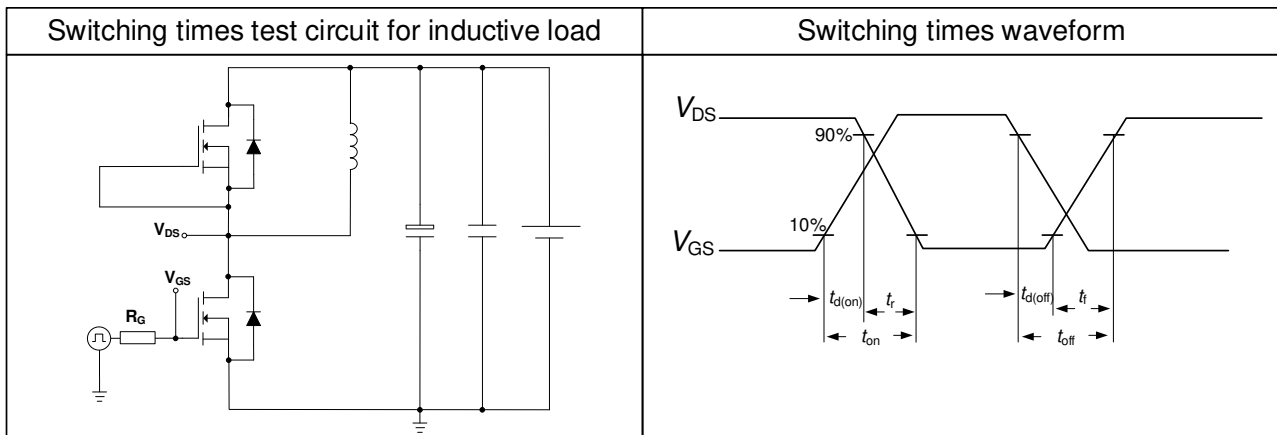 Switching times test circuit for inductive load
Switching times waveform
VDS
VGS
RG
VDS
90%
10%
VGS
td(on)
tr
ton
td(off)
tf
toff